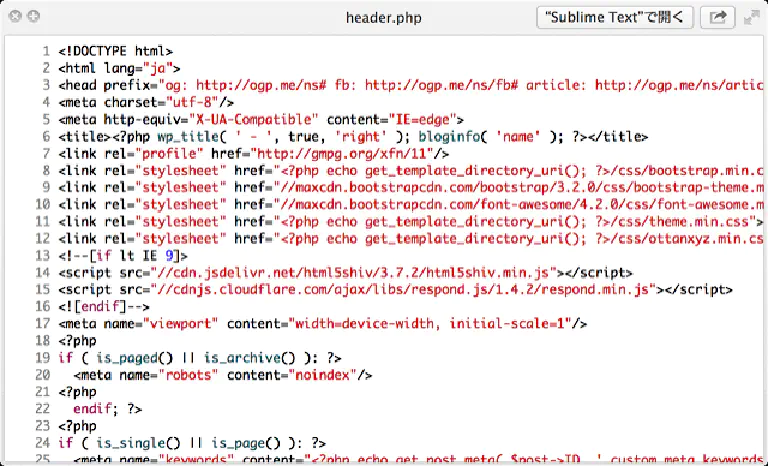 header.php
"Sublime Text"で開く
1 <!DOCTYPE html>
2 <html lang="ja">
3 <head prefix="og: http://ogp.me/ns# fb: http://ogp.me/ns/fb# article: http://ogp.me/ns/artic
4 <meta charset="utf-8"/>
5 <meta http-equiv="X-UA-Compatible" content="IE=edge">
6 <title><?php wp_title( ' - ', true, 'right' ); bloginfo( 'name' ); ?></title>
7 <link rel="profile" href="http://gmpg.org/xfn/11"/>
8 <link rel="stylesheet" href="<?php echo get_template_directory_uri(); ?>/css/bootstrap.min.c
9 <link rel="stylesheet" href="//maxcdn.bootstrapcdn.com/bootstrap/3.2.0/css/bootstrap-theme.m
10 <link rel="stylesheet" href="//maxcdn.bootstrapcdn.com/font-awesome/4.2.0/css/font-awesome.m
11 <link rel="stylesheet" href="<?php echo get_template_directory_uri(); ?>/css/theme.min.css">
12 <link rel="stylesheet" href="<?php echo get_template_directory_uri(); ?>/css/ottanxyz.min.cs
13 <!--[if lt IE 9]>
14 <script src="//cdn.jsdelivr.net/html5shiv/3.7.2/html5shiv.min.js"></script>
15 <script src="//cdnjs.cloudflare.com/ajax/libs/respond.js/1.4.2/respond.min.js"></script>
16 <![endif]-->
17 <meta name="viewport" content="width=device-width, initial-scale=1"/>
18 <?php
19 if ( is_paged() || is_archive() ): ?>
20 <meta name="robots" content="noindex"/>
21 <?php
22 endif; ?>
23 <?php
24 if ( is_single() || is_page() ): ?>
25 <meta name="keywords" content="<?php echo get_post_meta( $post->ID, '_custom_meta_keywords